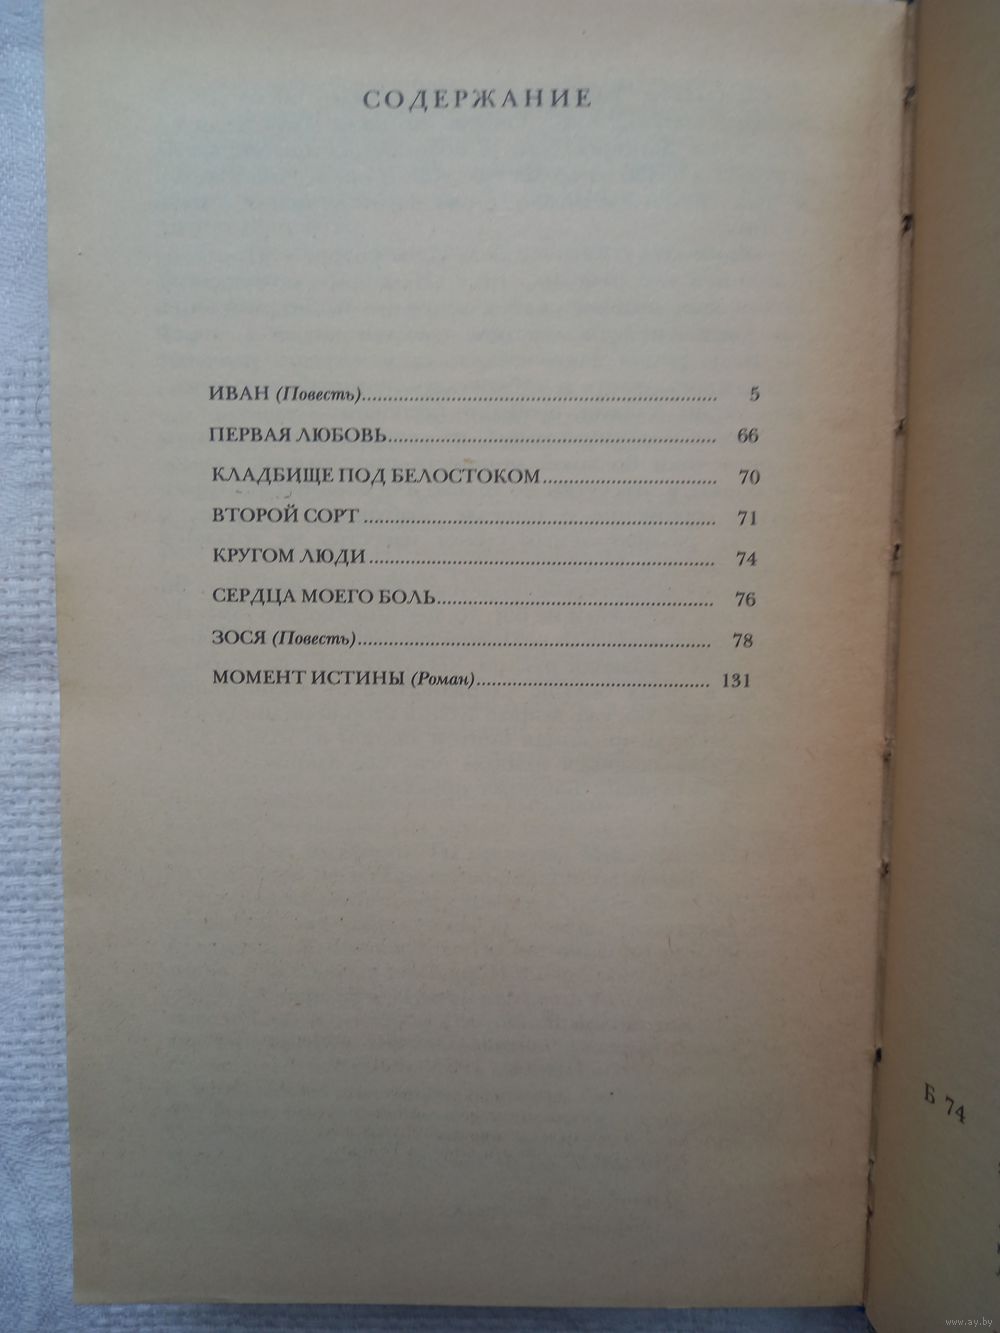 СОДЕРЖАНИЕ
ИВАН (Повесть)........................................................................ 5
ПЕРВАЯ ЛЮБОВЬ.................................................................. 66
КЛАДБИЩЕ ПОД БЕЛОСТОКОМ.................................. 70
ВТОРОЙ СОРТ....................................................................... 71
КРУГОМ ЛЮДИ..................................................................... 74
СЕРДЦА МОЕГО БОЛЬ....................................................... 76
ЗОСЯ (Повесть)....................................................................... 78
МОМЕНТ ИСТИНЫ (Роман).............................................. 131
Б 74
www.ay.by